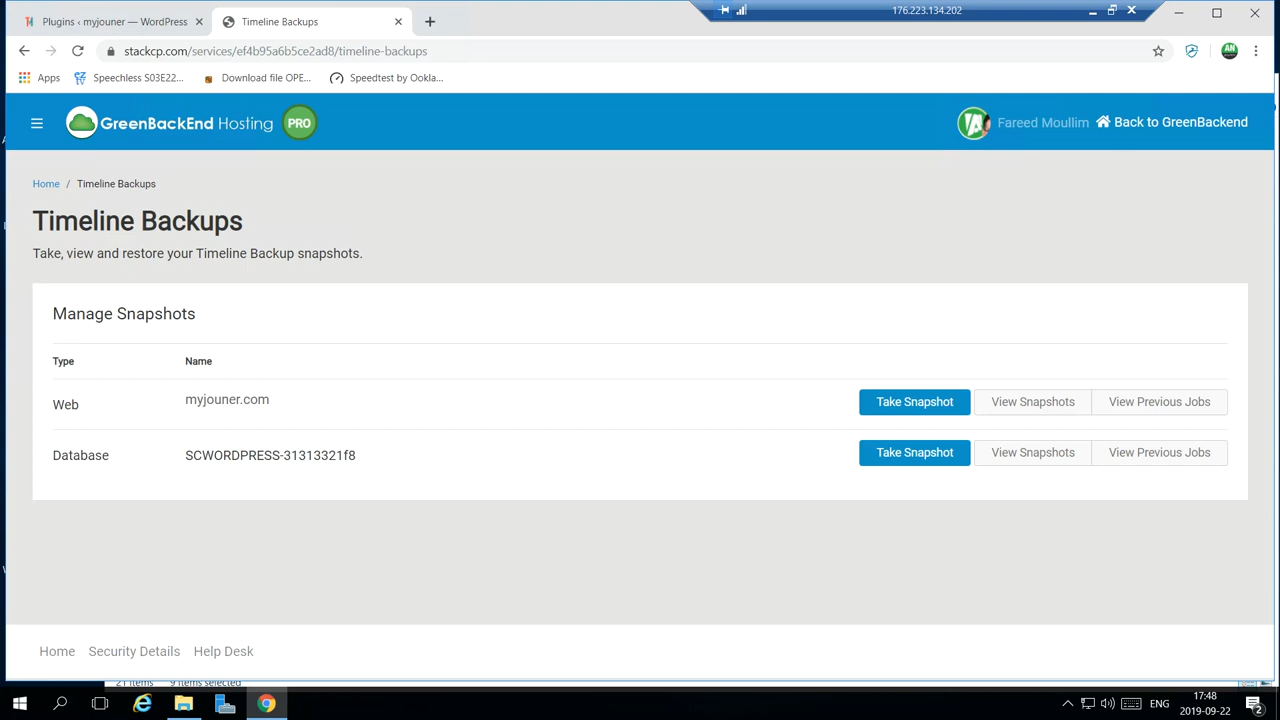 Plugins ‹ myjouner — WordPress
Timeline Backups
176.223.134.202
stackcp.com/services/ef4b95a6b5ce2ad8/timeline-backups
AN
Apps
Speechless S03E22...
Download file OPE...
Speedtest by Ookla...
GreenBackEnd Hosting PRO
Fareed Moullim
Back to GreenBackend
Home / Timeline Backups
Timeline Backups
Take, view and restore your Timeline Backup snapshots.
Manage Snapshots
Type Name
Web myjouner.com Take Snapshot View Snapshots View Previous Jobs
Database SCWORDPRESS-31313321f8 Take Snapshot View Snapshots View Previous Jobs
Home Security Details Help Desk
21 items 9 items selected
17:48
ENG
2019-09-22
2